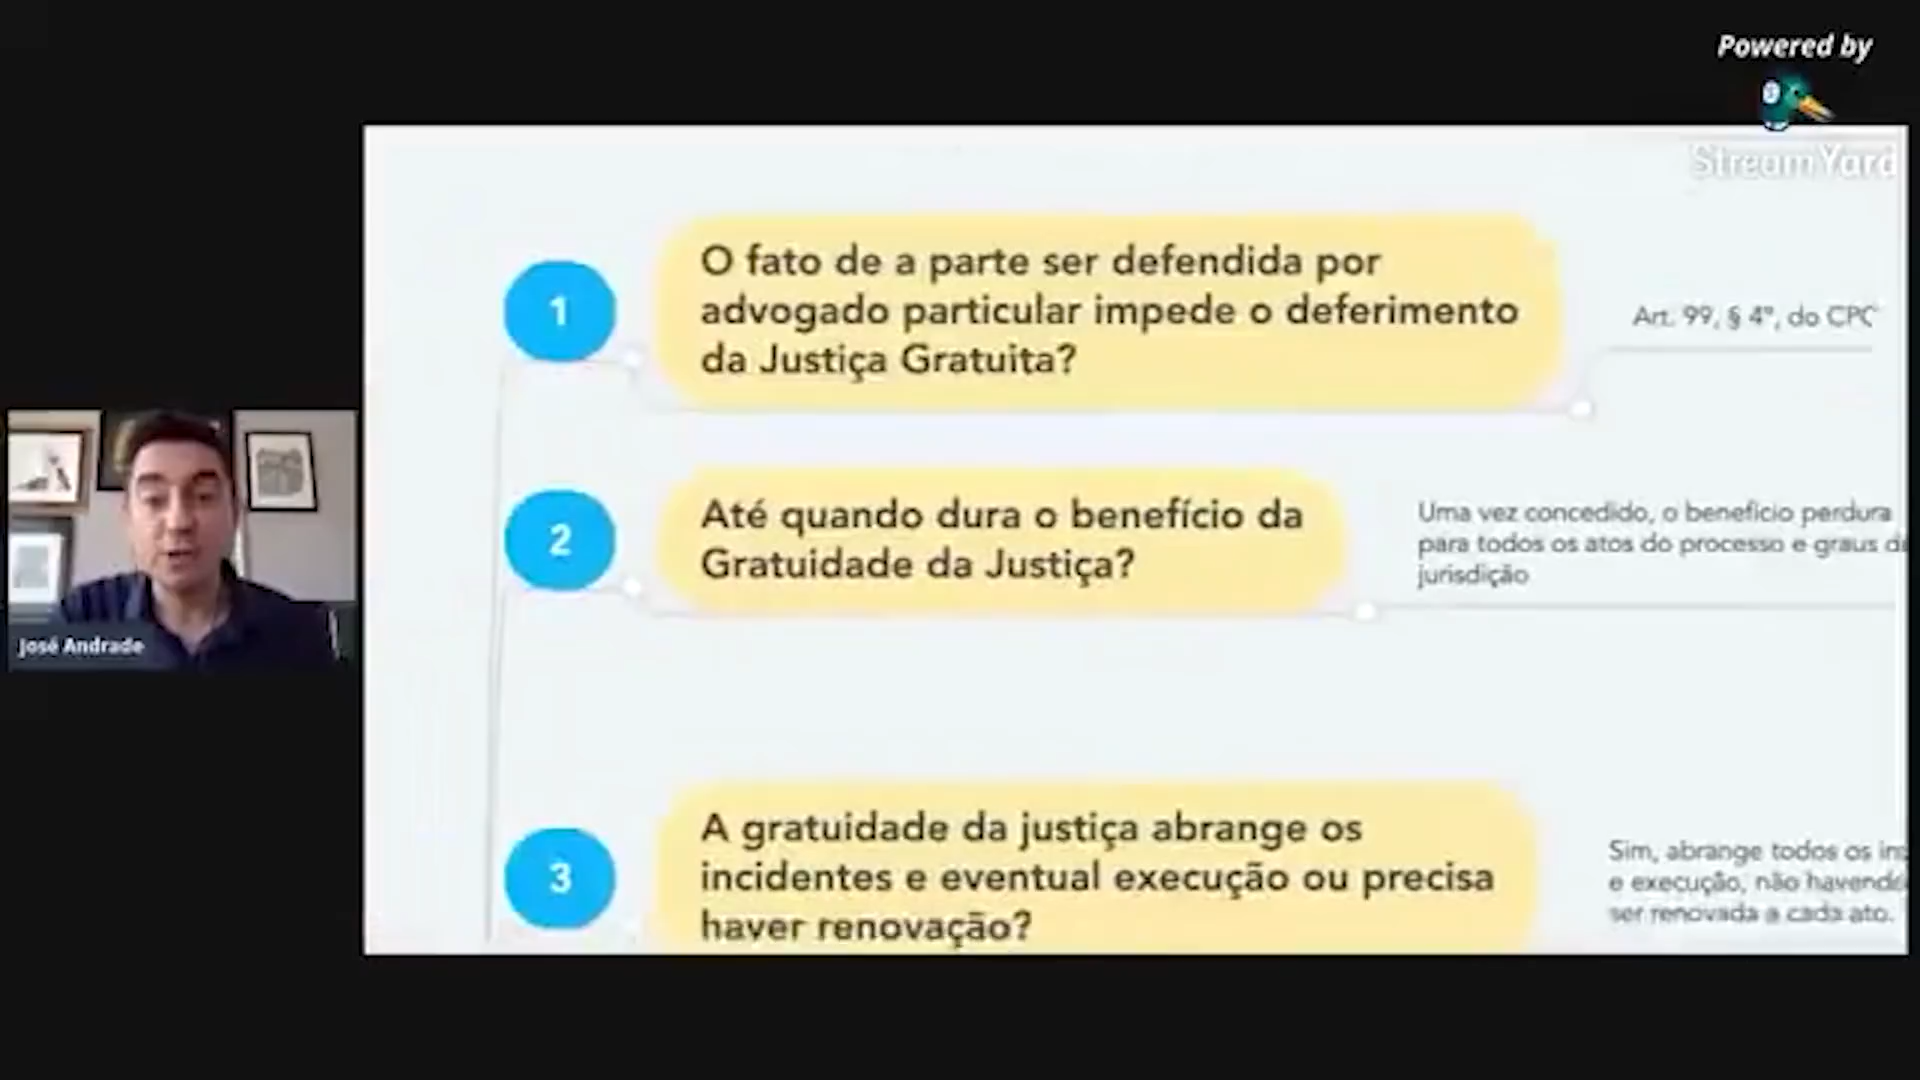 Powered by
StreamYard
1
O fato de a parte ser defendida por
advogado particular impede o deferimento
da Justiça Gratuita?
Art. 99, § 4º, do CPC
2
Até quando dura o benefício da
Gratuidade da Justiça?
Uma vez concedido, o benefício perdura
para todos os atos do processo e graus
jurisdição
3
A gratuidade da justiça abrange os
incidentes e eventual execução ou precisa
haver renovação?
Sim, abrange todos os
e execução, não
ser renovada a cada ato.
José Andrade